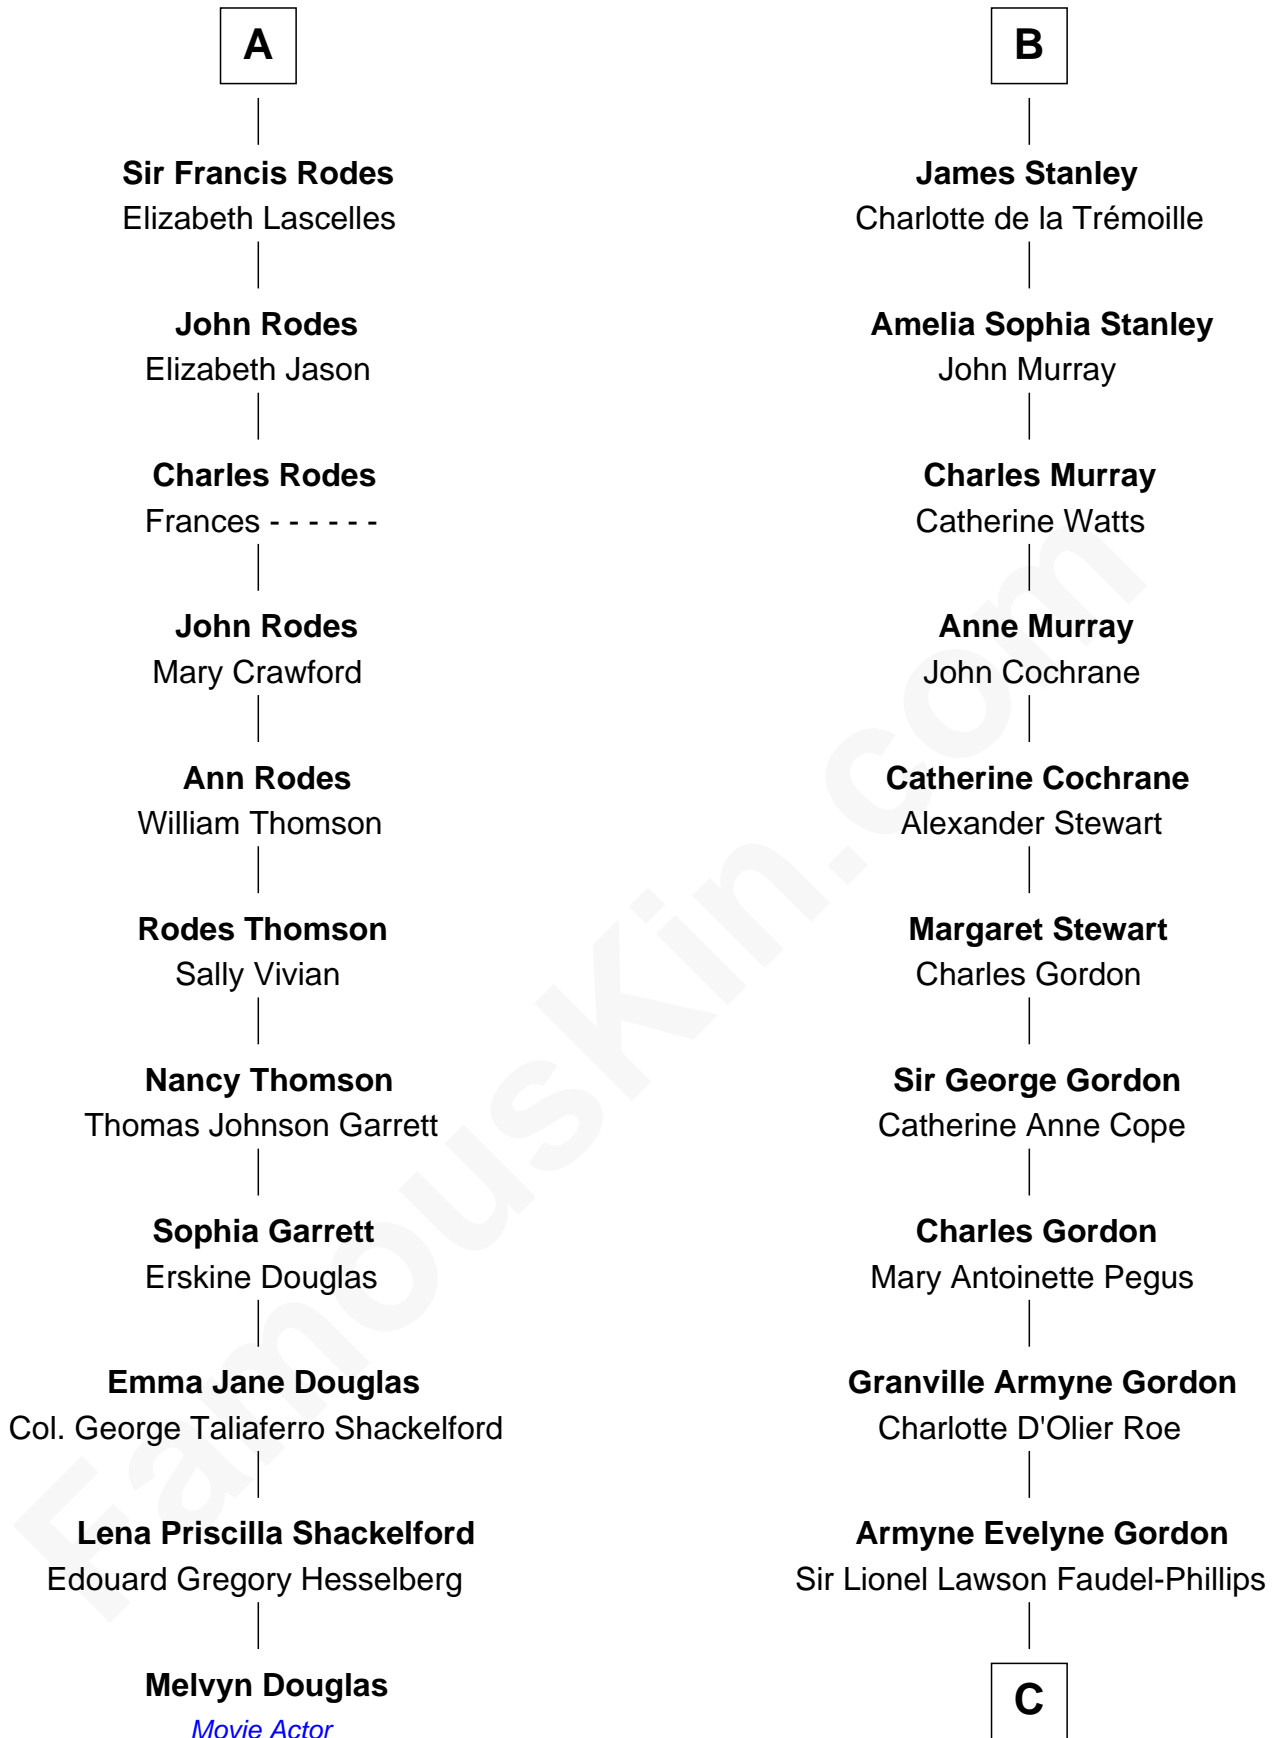 A
Sir Francis Rodes
Elizabeth Lascelles
John Rodes
Elizabeth Jason
Charles Rodes
Frances - - - - - -
John Rodes
Mary Crawford
Ann Rodes
William Thomson
Rodes Thomson
Sally Vivian
Nancy Thomson
Thomas Johnson Garrett
Sophia Garrett
Erskine Douglas
Emma Jane Douglas
Col. George Taliaferro Shackelford
Lena Priscilla Shackelford
Edouard Gregory Hesselberg
Melvyn Douglas
Movie Actor
B
James Stanley
Charlotte de la Trémoille
Amelia Sophia Stanley
John Murray
Charles Murray
Catherine Watts
Anne Murray
John Cochrane
Catherine Cochrane
Alexander Stewart
Margaret Stewart
Charles Gordon
Sir George Gordon
Catherine Anne Cope
Charles Gordon
Mary Antoinette Pegus
Granville Armyne Gordon
Charlotte D'Olier Roe
Armyne Evelyne Gordon
Sir Lionel Lawson Faudel-Phillips
C
FamousKin.com